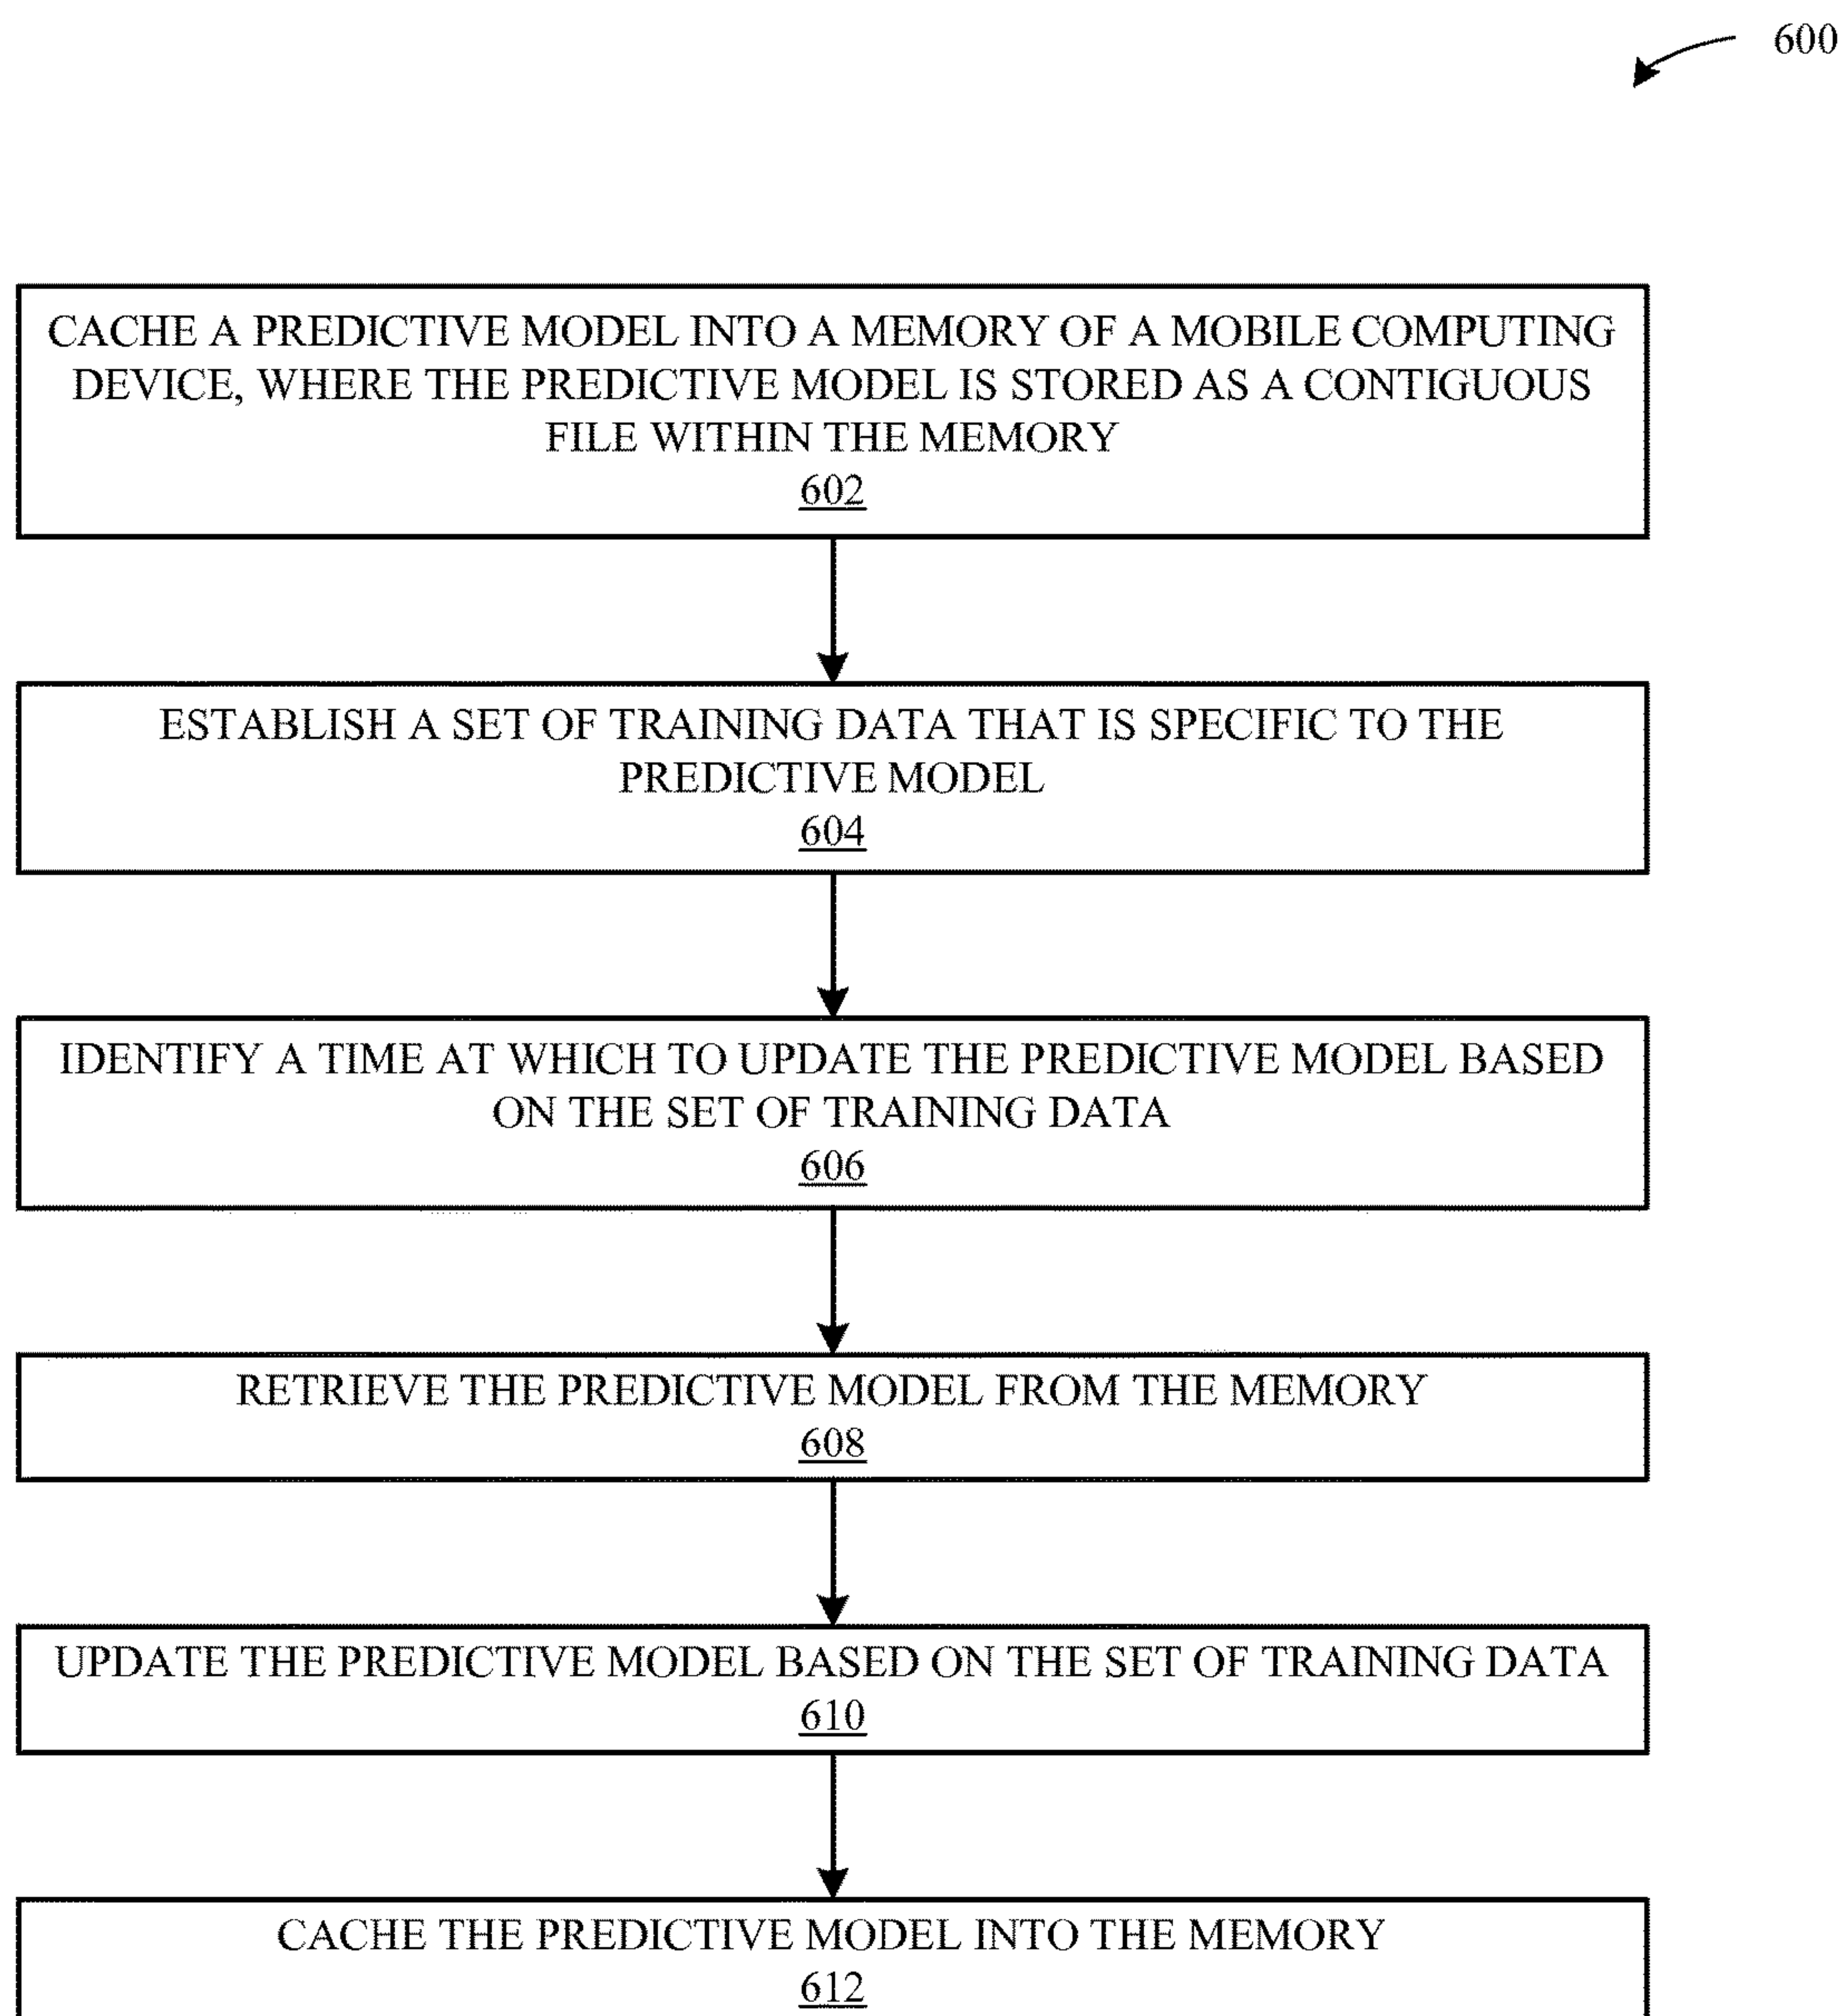 600
CACHE A PREDICTIVE MODEL INTO A MEMORY OF A MOBILE COMPUTING
DEVICE, WHERE THE PREDICTIVE MODEL IS STORED AS A CONTIGUOUS
FILE WITHIN THE MEMORY
602
ESTABLISH A SET OF TRAINING DATA THAT IS SPECIFIC TO THE
PREDICTIVE MODEL
604
IDENTIFY A TIME AT WHICH TO UPDATE THE PREDICTIVE MODEL BASED
ON THE SET OF TRAINING DATA
606
RETRIEVE THE PREDICTIVE MODEL FROM THE MEMORY
608
UPDATE THE PREDICTIVE MODEL BASED ON THE SET OF TRAINING DATA
610
CACHE THE PREDICTIVE MODEL INTO THE MEMORY
612